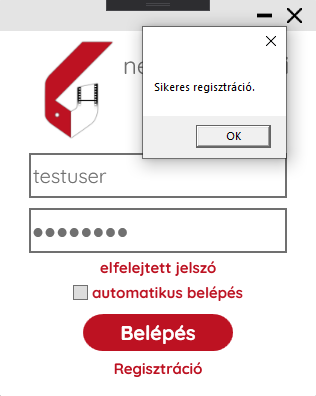 Sikeres regisztráció.
OK
testuser
elfelejtett jelszó
automatikus belépés
Belépés
Regisztráció